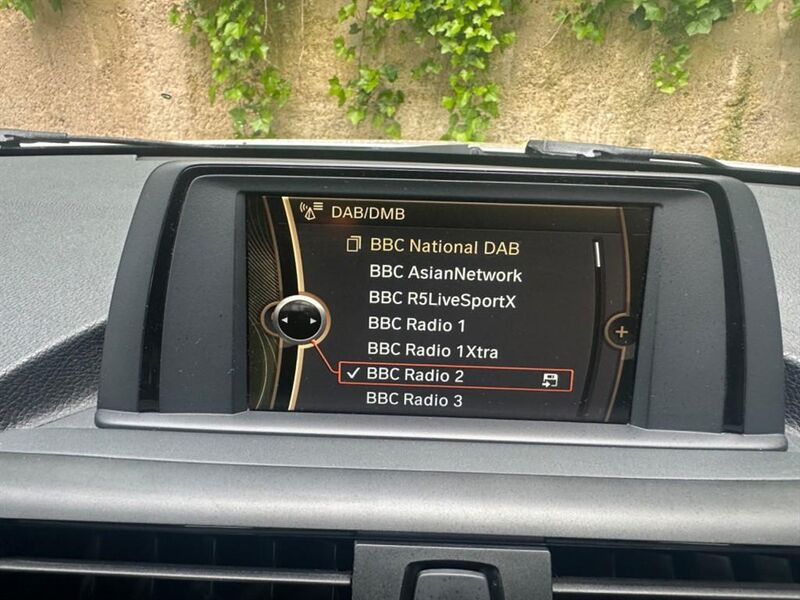 DAB/DMB
BBC National DAB
BBC AsianNetwork
BBC R5LiveSportX
BBC Radio 1
BBC Radio 1Xtra
BBC Radio 2
BBC Radio 3